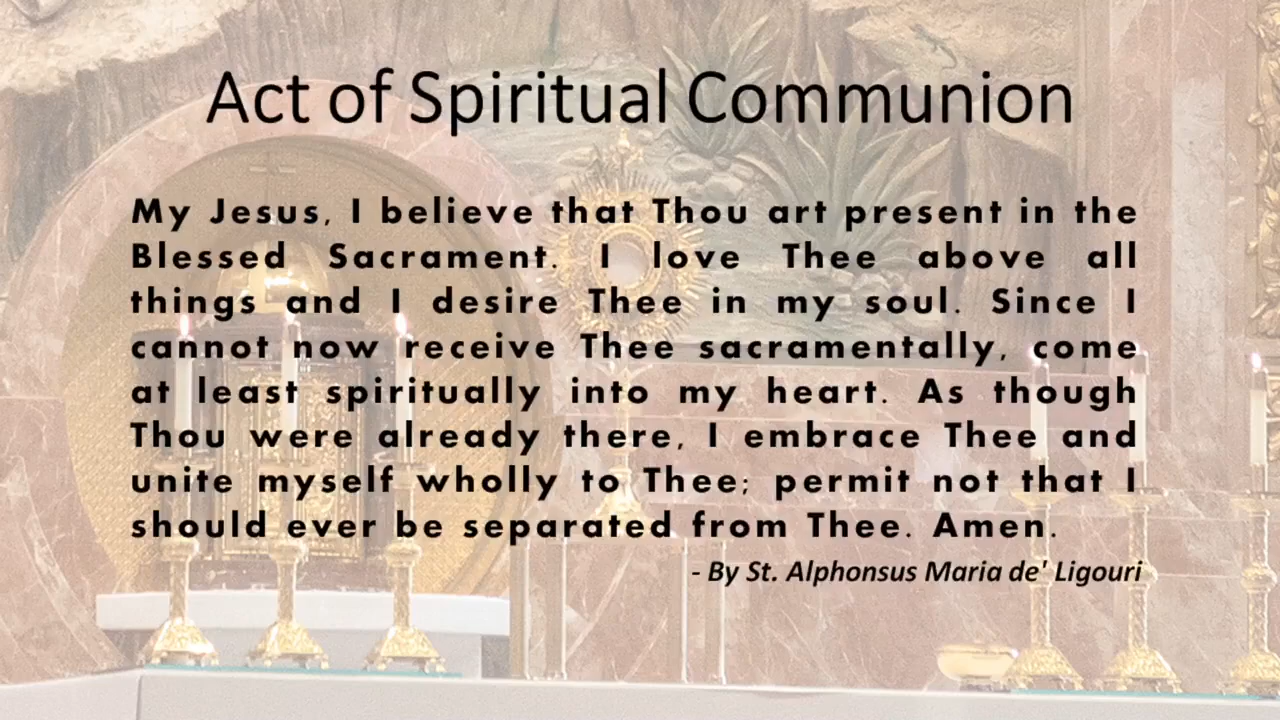 Act of Spiritual Communion
My Jesus, I believe that Thou art present in the
Blessed Sacrament. I love Thee above all
things and I desire Thee in my soul. Since I
cannot now receive Thee sacramentally, come
at least spiritually into my heart. As though
Thou were already there, I embrace Thee and
unite myself wholly to Thee; permit not that I
should ever be separated from Thee. Amen.
- By St. Alphonsus Maria de' Ligouri